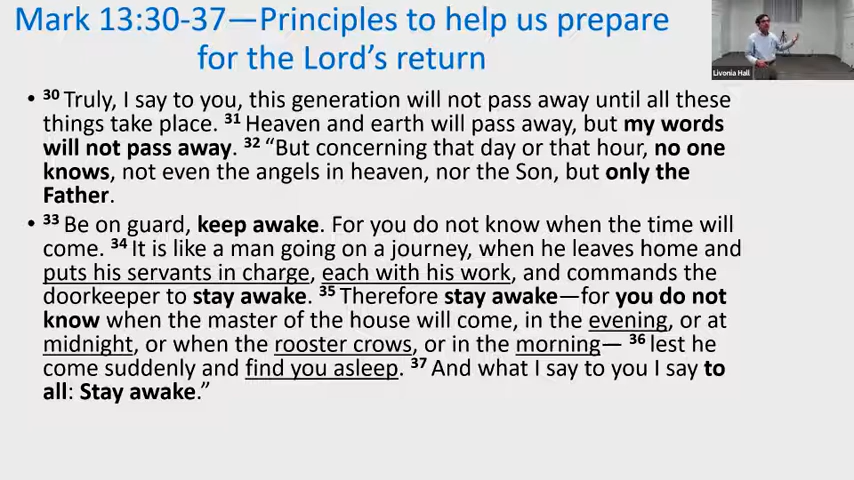 Mark 13:30-37—Principles to help us prepare
for the Lord's return
Livonia Hall
• 30 Truly, I say to you, this generation will not pass away until all these
things take place. 31 Heaven and earth will pass away, but my words
will not pass away. 32 “But concerning that day or that hour, no one
knows, not even the angels in heaven, nor the Son, but only the
Father.
• 33 Be on guard, keep awake. For you do not know when the time will
come. 34 It is like a man going on a journey, when he leaves home and
puts his servants in charge, each with his work, and commands the
doorkeeper to stay awake. 35 Therefore stay awake—for you do not
know when the master of the house will come, in the evening, or at
midnight, or when the rooster crows, or in the morning— 36 lest he
come suddenly and find you asleep. 37 And what I say to you I say to
all: Stay awake.”